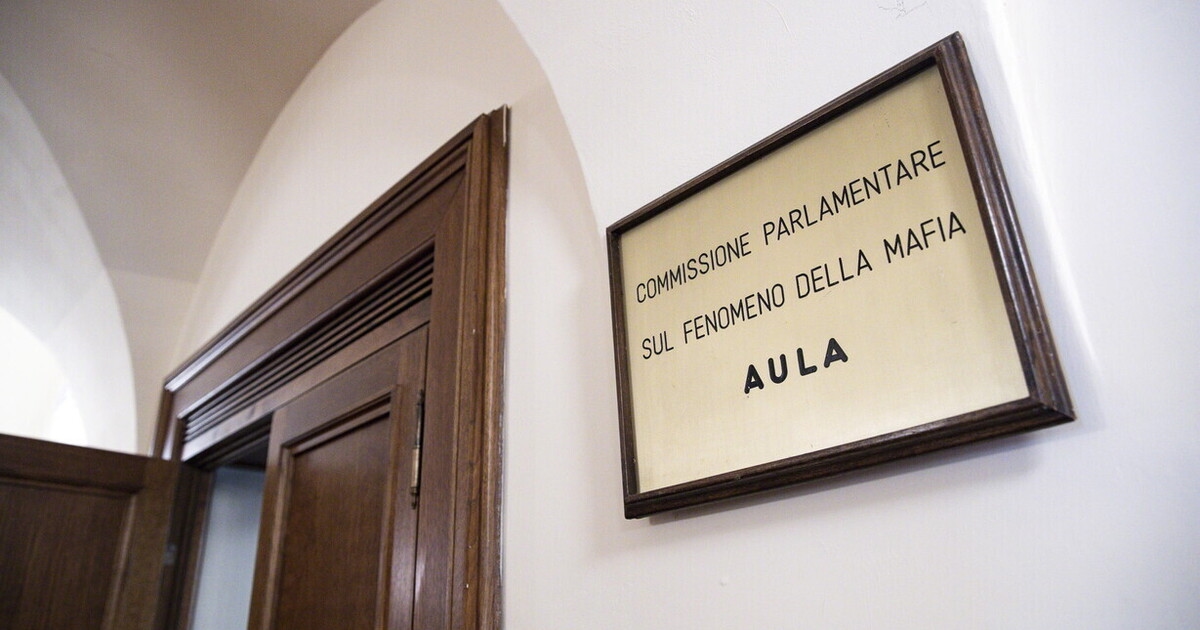 COMMISSIONE PARLAMENTARE
SUL FENOMENO DELLA MAFIA
AULA